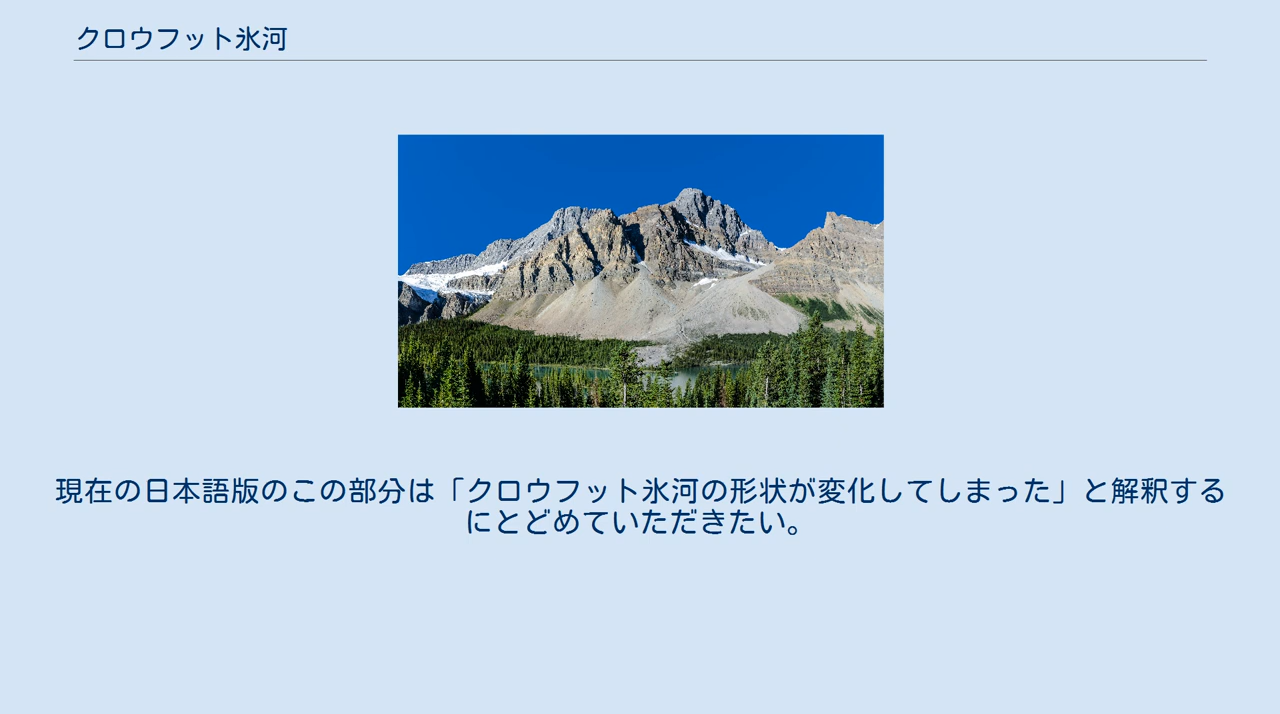 クロウフット氷河
現在の日本語版のこの部分は「クロウフット氷河の形状が変化してしまった」と解釈する
にとどめていただきたい。